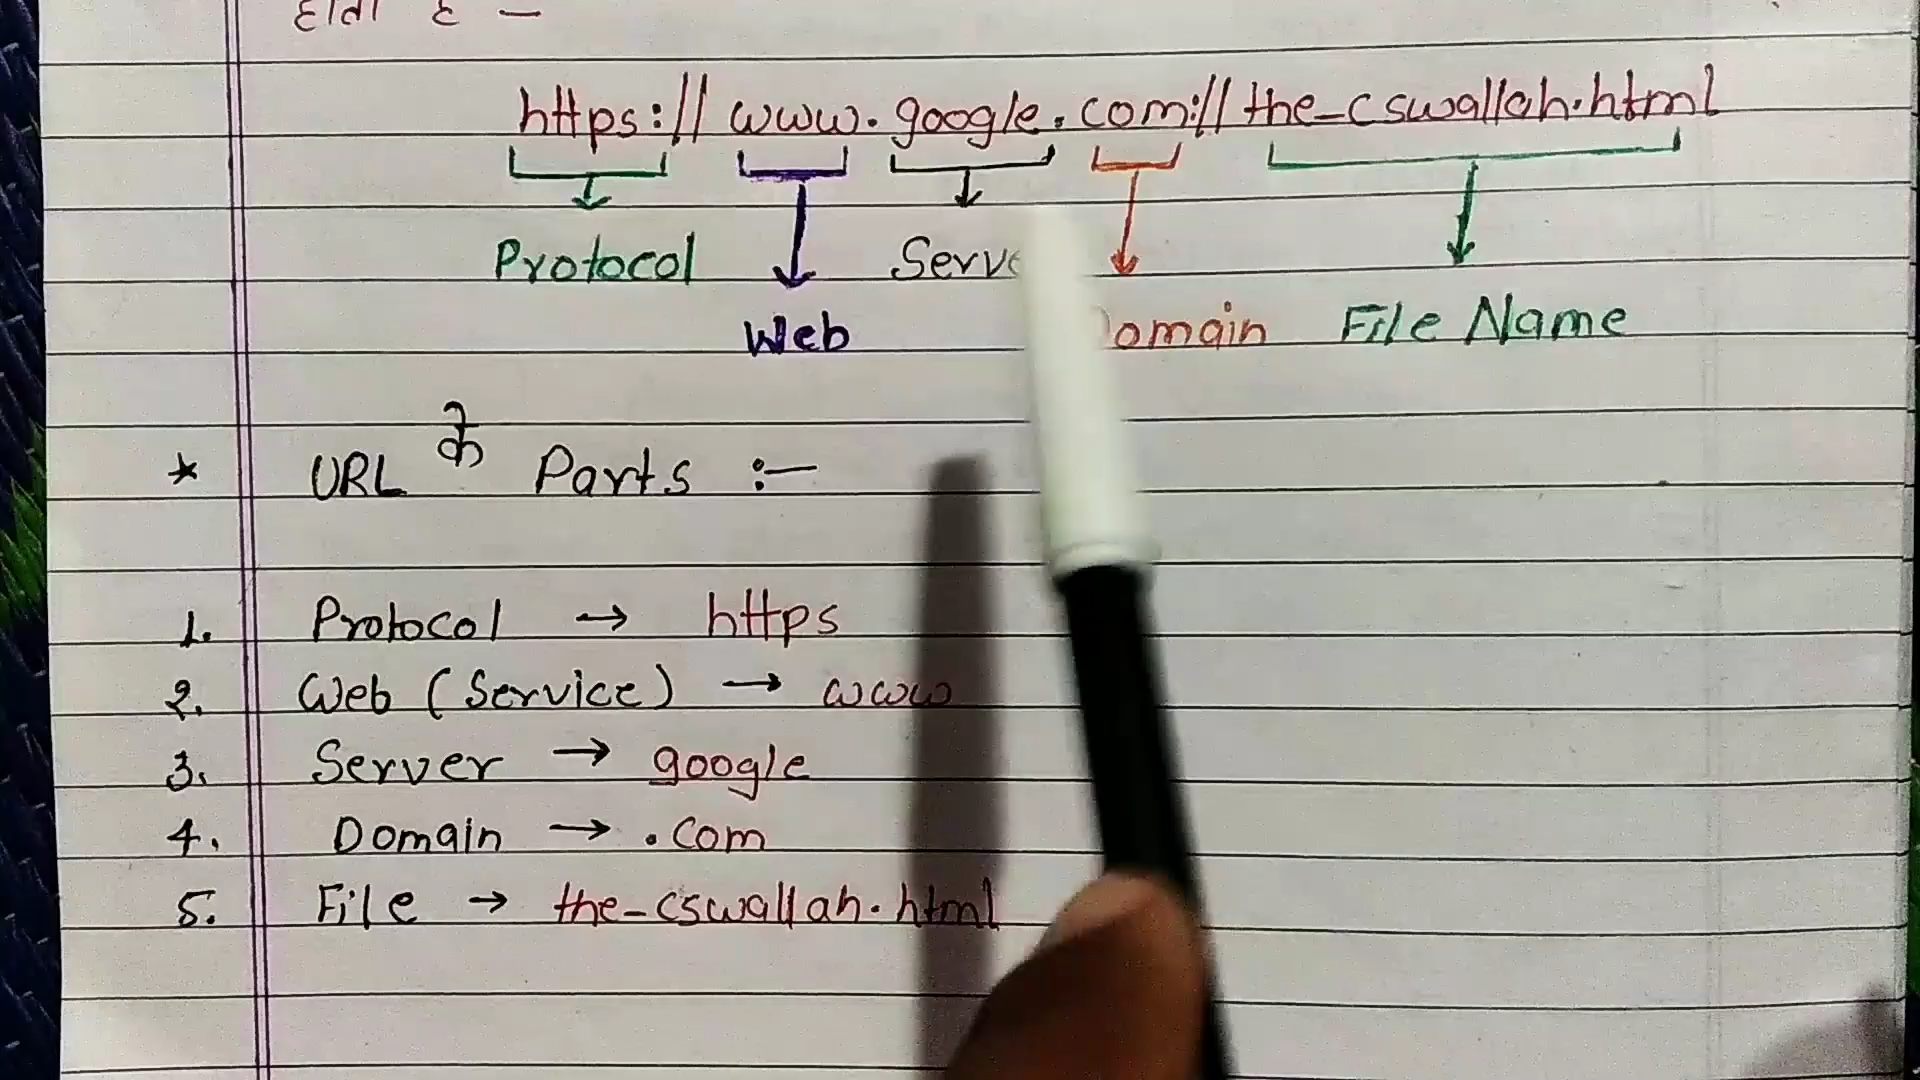 https:// www.google.com:// the-cswallah.html
Protocol Web Domain File Name
* URL के Parts :-
1. Protocol → https
2. Web (Service) → www
3. Server → google
4. Domain → .com
5. File → the-cswallah.html